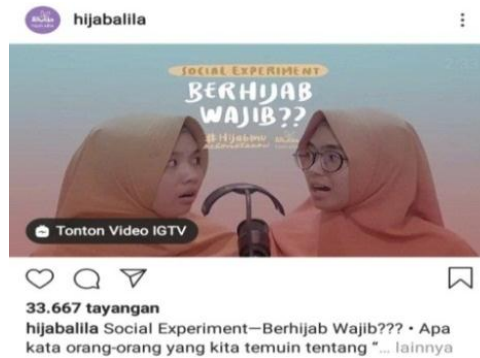 hijabalila
SOCIAL EXPERIMENT
BERHIJAB
WAJIB??
# Hijabmu
Tonton Video IGTV
33.667 tayangan
hijabalila Social Experiment—Berhijab Wajib??? • Apa
kata orang-orang yang kita temuin tentang "... lainnya